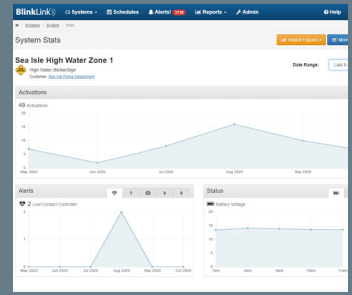 BlinkLink Systems Schedules Alerts! Reports Admin Help
Systems / System /
System Stats
Report Exports
Sea Isle High Water Zone 1
High Water BlinkerSign
Customer: Sea Isle Police Department
Date Range:
Activations
49 Activations
20
15
10
5
0
May 2020 Jun 2020 Jul 2020 Aug 2020 Sep 2020
Alerts
2 Lost Contact Controller
2
1
0
May 2020 Jun 2020 Jul 2020 Aug 2020 Sep 2020 Oct 2020
Status
Battery Voltage
20
15
10
5
0